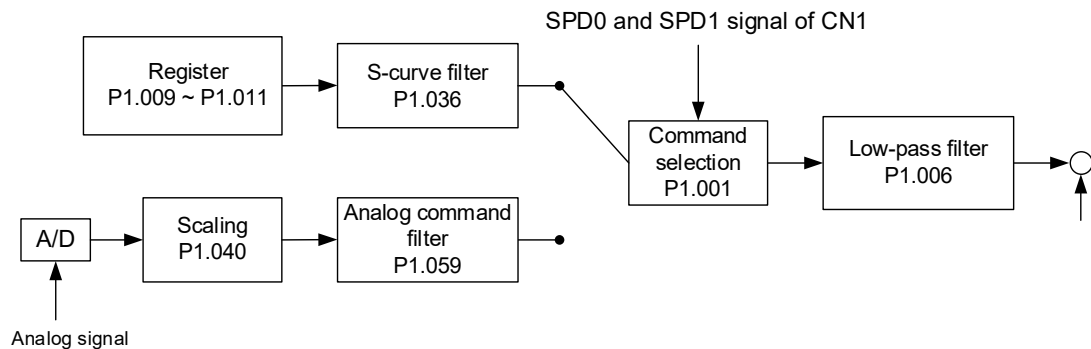 SPD0 and SPD1 signal of CN1
Register
P1.009 ~ P1.011
S-curve filter
P1.036
Command
selection
P1.001
Low-pass filter
P1.006
A/D
Scaling
P1.040
Analog command
filter
P1.059
Analog signal